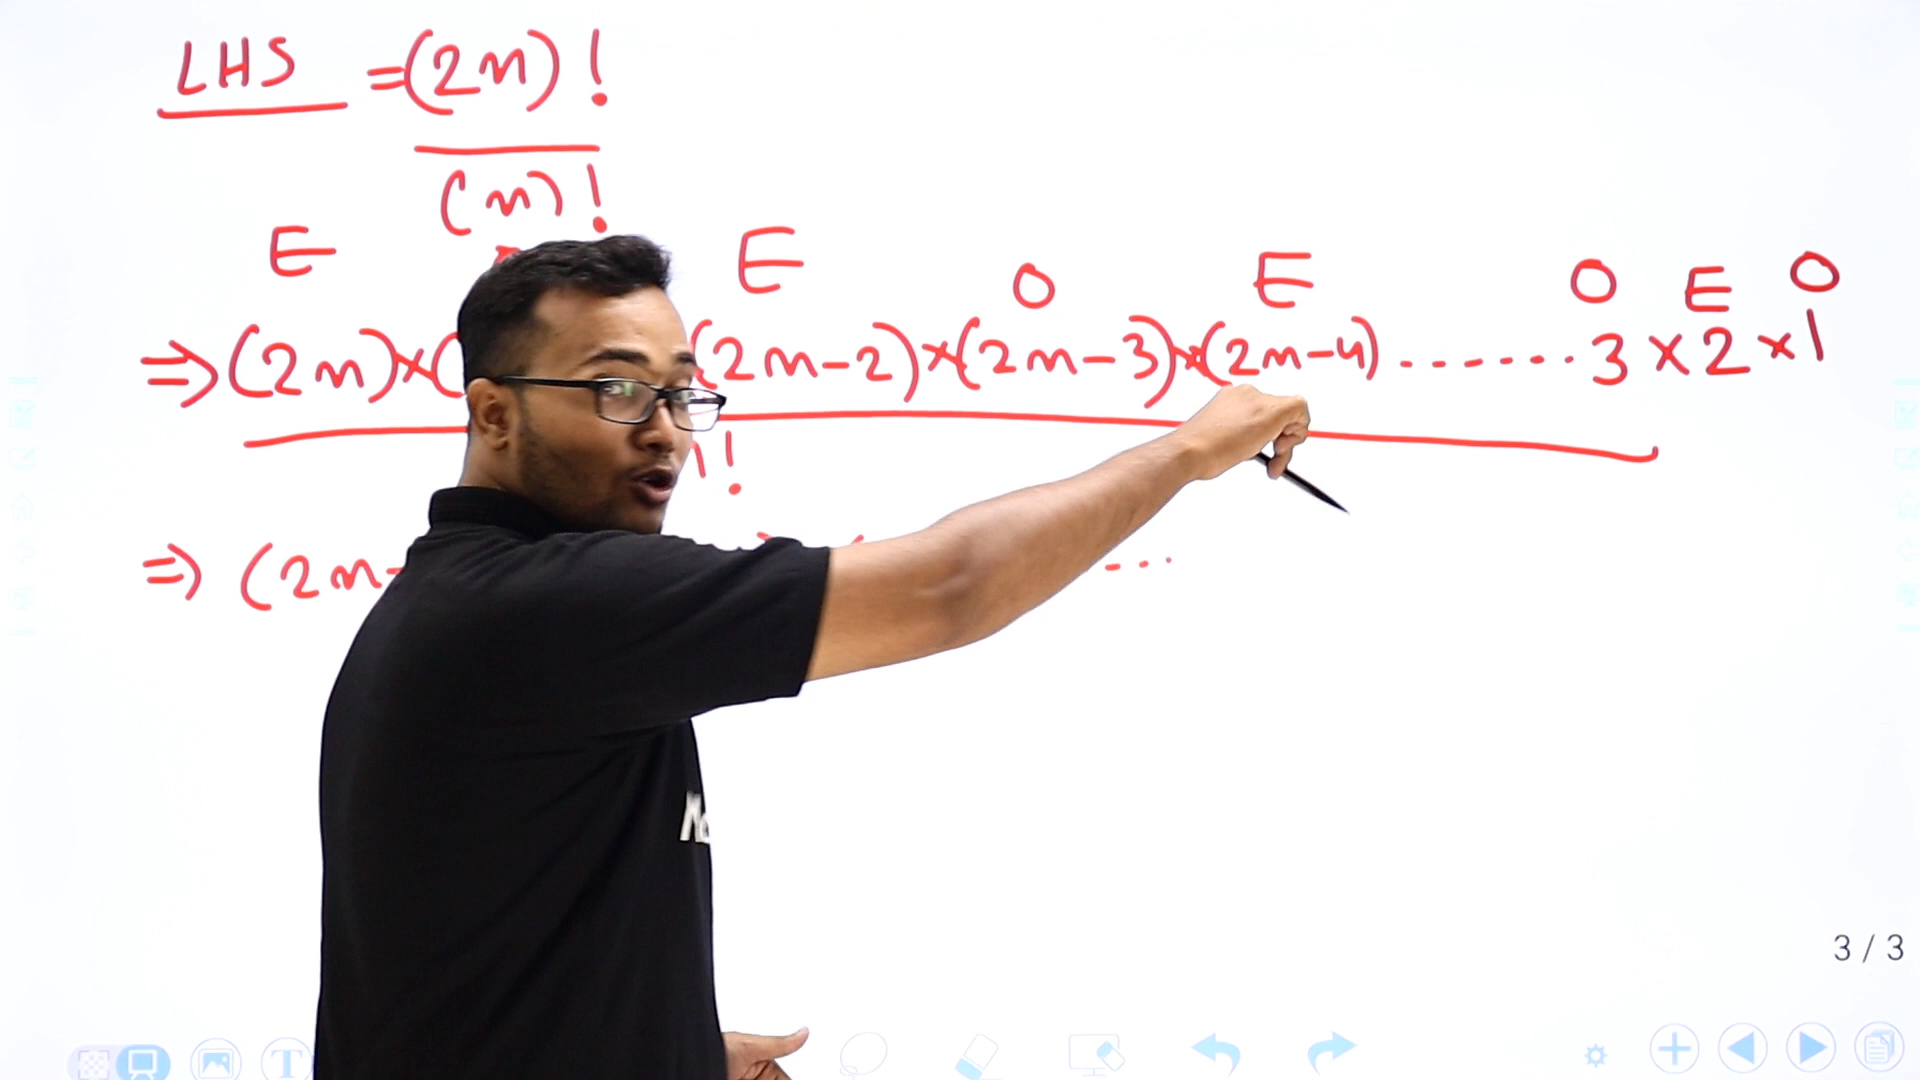 LHS = (2n)!
(n)!
E E O E O E O
⇒ (2n) × ( (2n-2) × (2n-3) × (2n-4) ....... 3 × 2 × 1
!
⇒ (2n- ...
3 / 3
T